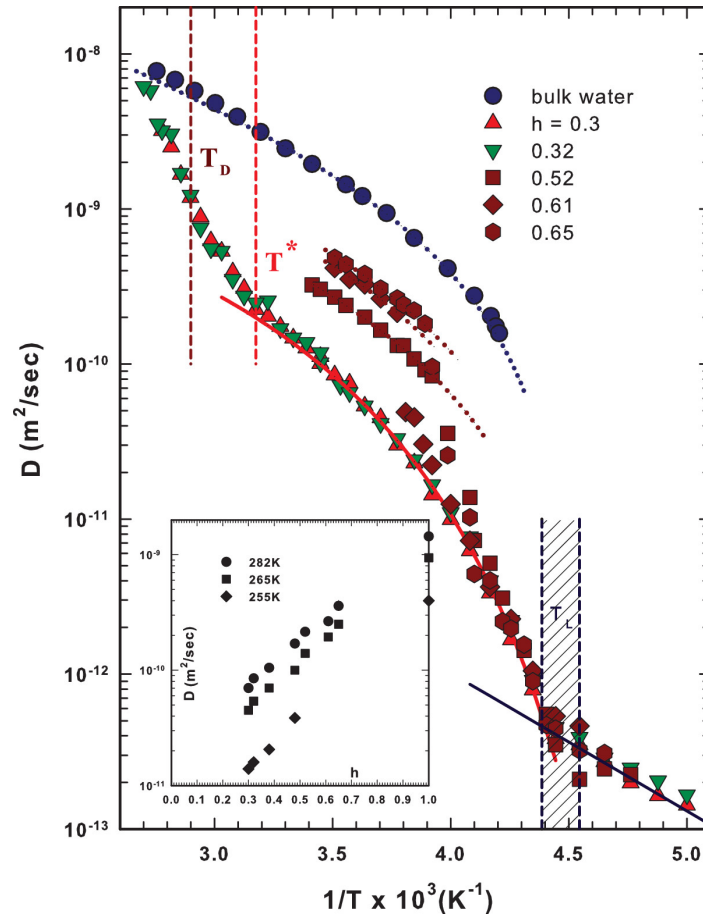 10⁻⁸
10⁻⁹
10⁻¹⁰
10⁻¹¹
10⁻¹²
10⁻¹³
D (m²/sec)
bulk water
h = 0.3
0.32
0.52
0.61
0.65
T_D
T*
T_L
10⁻⁹
10⁻¹⁰
10⁻¹¹
D (m²/sec)
282K
265K
255K
0.0 0.1 0.2 0.3 0.4 0.5 0.6 0.7 0.8 0.9 1.0
h
3.0 3.5 4.0 4.5 5.0
1/T x 10³(K⁻¹)